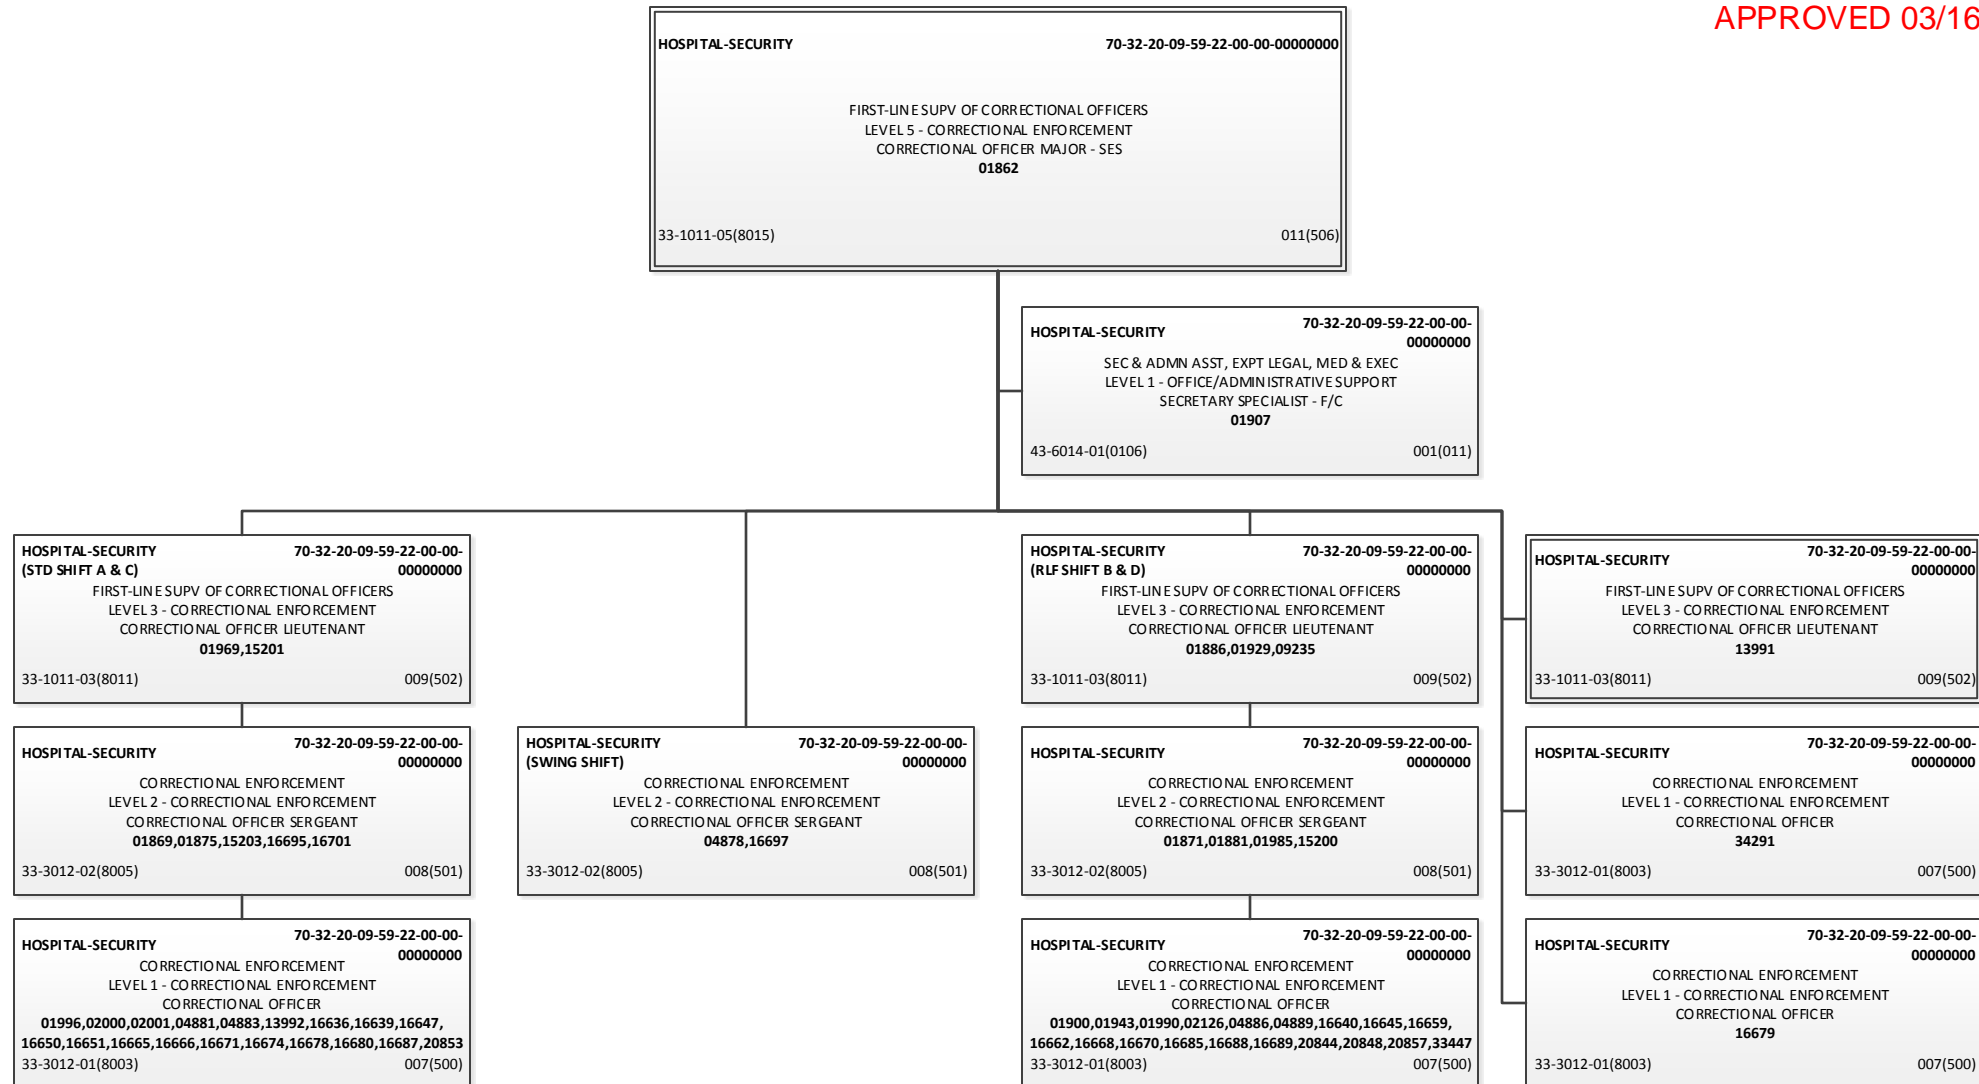 APPROVED 03/16
HOSPITAL-SECURITY 70-32-20-09-59-22-00-00-00000000
FIRST-LINE SUPV OF CORRECTIONAL OFFICERS
LEVEL 5 - CORRECTIONAL ENFORCEMENT
CORRECTIONAL OFFICER MAJOR - SES
01862
33-1011-05(8015) 011(506)
HOSPITAL-SECURITY 70-32-20-09-59-22-00-00-
00000000
SEC & ADMN ASST, EXPT LEGAL, MED & EXEC
LEVEL 1 - OFFICE/ADMINISTRATIVE SUPPORT
SECRETARY SPECIALIST - F/C
01907
43-6014-01(0106) 001(011)
HOSPITAL-SECURITY 70-32-20-09-59-22-00-00-
(STD SHIFT A & C) 00000000
FIRST-LINE SUPV OF CORRECTIONAL OFFICERS
LEVEL 3 - CORRECTIONAL ENFORCEMENT
CORRECTIONAL OFFICER LIEUTENANT
01969,15201
33-1011-03(8011) 009(502)
HOSPITAL-SECURITY 70-32-20-09-59-22-00-00-
(RLF SHIFT B & D) 00000000
FIRST-LINE SUPV OF CORRECTIONAL OFFICERS
LEVEL 3 - CORRECTIONAL ENFORCEMENT
CORRECTIONAL OFFICER LIEUTENANT
01886,01929,09235
33-1011-03(8011) 009(502)
HOSPITAL-SECURITY 70-32-20-09-59-22-00-00-
00000000
FIRST-LINE SUPV OF CORRECTIONAL OFFICERS
LEVEL 3 - CORRECTIONAL ENFORCEMENT
CORRECTIONAL OFFICER LIEUTENANT
13991
33-1011-03(8011) 009(502)
HOSPITAL-SECURITY 70-32-20-09-59-22-00-00-
00000000
CORRECTIONAL ENFORCEMENT
LEVEL 2 - CORRECTIONAL ENFORCEMENT
CORRECTIONAL OFFICER SERGEANT
01869,01875,15203,16695,16701
33-3012-02(8005) 008(501)
HOSPITAL-SECURITY 70-32-20-09-59-22-00-00-
(SWING SHIFT) 00000000
CORRECTIONAL ENFORCEMENT
LEVEL 2 - CORRECTIONAL ENFORCEMENT
CORRECTIONAL OFFICER SERGEANT
04878,16697
33-3012-02(8005) 008(501)
HOSPITAL-SECURITY 70-32-20-09-59-22-00-00-
00000000
CORRECTIONAL ENFORCEMENT
LEVEL 2 - CORRECTIONAL ENFORCEMENT
CORRECTIONAL OFFICER SERGEANT
01871,01881,01985,15200
33-3012-02(8005) 008(501)
HOSPITAL-SECURITY 70-32-20-09-59-22-00-00-
00000000
CORRECTIONAL ENFORCEMENT
LEVEL 1 - CORRECTIONAL ENFORCEMENT
CORRECTIONAL OFFICER
34291
33-3012-01(8003) 007(500)
HOSPITAL-SECURITY 70-32-20-09-59-22-00-00-
00000000
CORRECTIONAL ENFORCEMENT
LEVEL 1 - CORRECTIONAL ENFORCEMENT
CORRECTIONAL OFFICER
01996,02000,02001,04881,04883,13992,16636,16639,16647,
16650,16651,16665,16666,16671,16674,16678,16680,16687,20853
33-3012-01(8003) 007(500)
HOSPITAL-SECURITY 70-32-20-09-59-22-00-00-
00000000
CORRECTIONAL ENFORCEMENT
LEVEL 1 - CORRECTIONAL ENFORCEMENT
CORRECTIONAL OFFICER
01900,01943,01990,02126,04886,04889,16640,16645,16659,
16662,16668,16670,16685,16688,16689,20844,20848,20857,33447
33-3012-01(8003) 007(500)
HOSPITAL-SECURITY 70-32-20-09-59-22-00-00-
00000000
CORRECTIONAL ENFORCEMENT
LEVEL 1 - CORRECTIONAL ENFORCEMENT
CORRECTIONAL OFFICER
16679
33-3012-01(8003) 007(500)